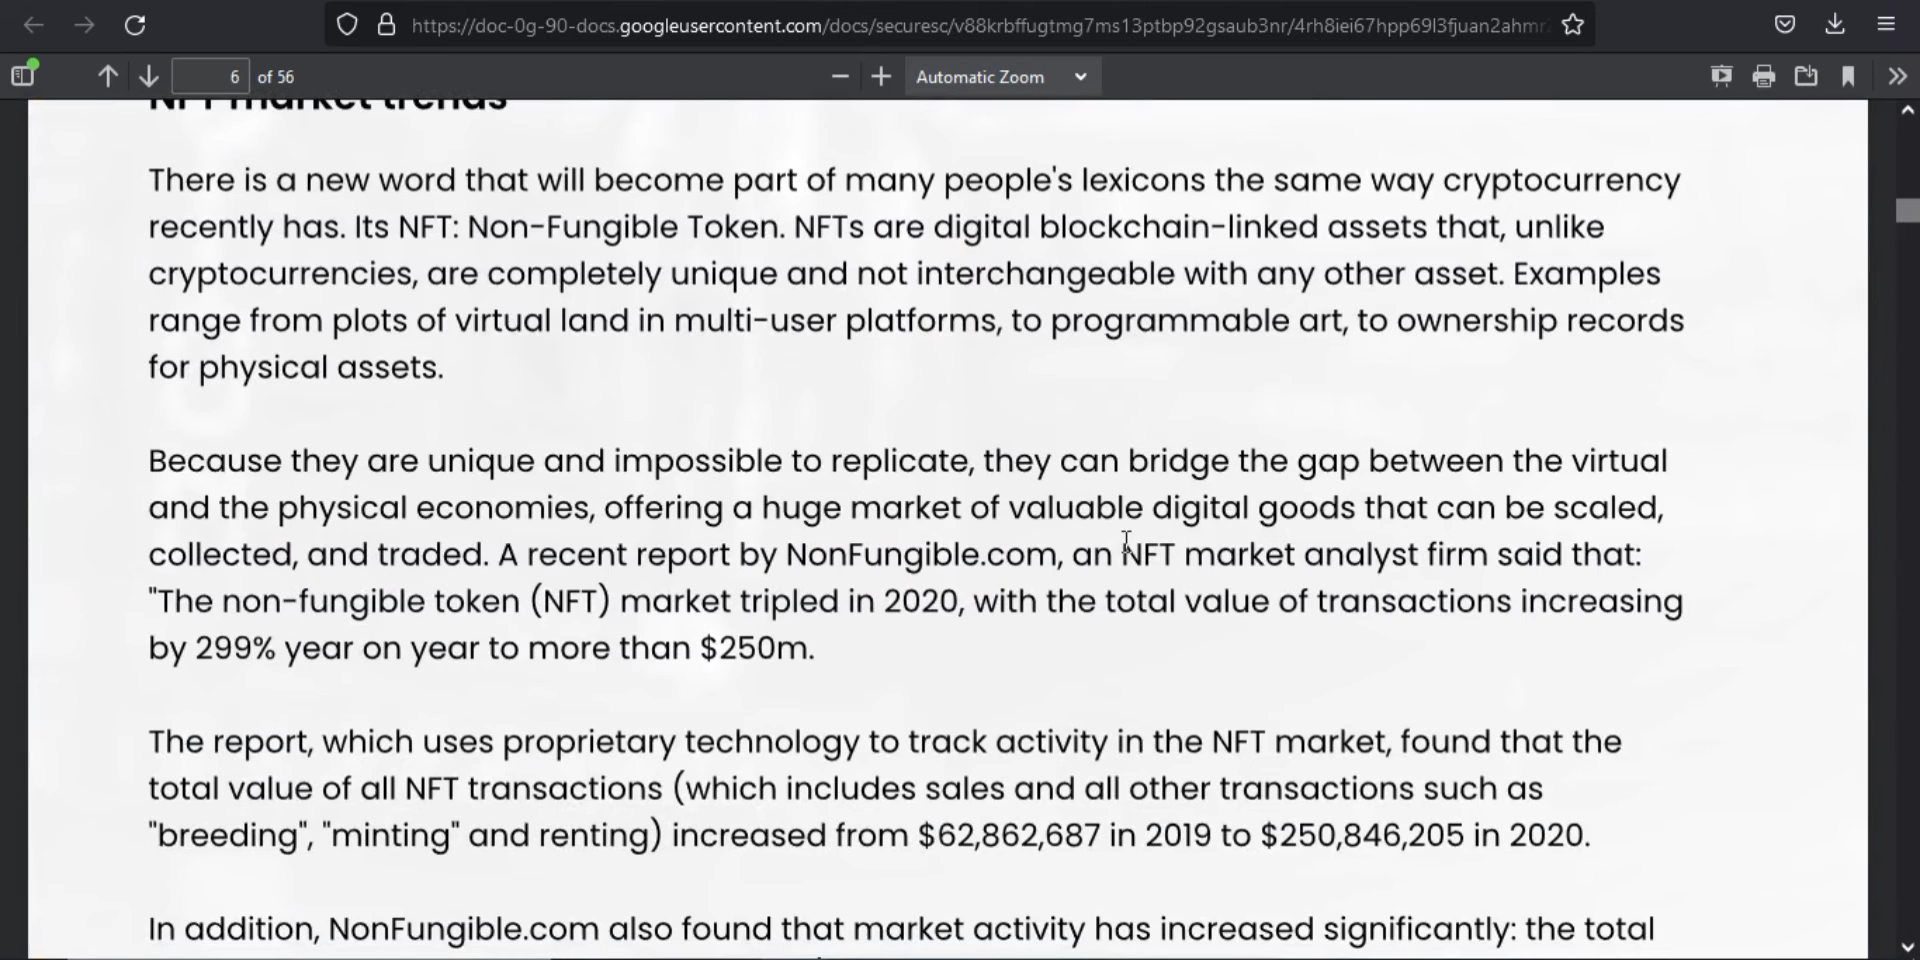 https://doc-0g-90-docs.googleusercontent.com/docs/securesc/v88krbffugtmg7ms13ptbp92gsaub3nr/4rh8iei67hpp69l3fjuan2ahmr
6 of 56
Automatic Zoom
NFT market trends
There is a new word that will become part of many people's lexicons the same way cryptocurrency
recently has. Its NFT: Non-Fungible Token. NFTs are digital blockchain-linked assets that, unlike
cryptocurrencies, are completely unique and not interchangeable with any other asset. Examples
range from plots of virtual land in multi-user platforms, to programmable art, to ownership records
for physical assets.
Because they are unique and impossible to replicate, they can bridge the gap between the virtual
and the physical economies, offering a huge market of valuable digital goods that can be scaled,
collected, and traded. A recent report by NonFungible.com, an NFT market analyst firm said that:
"The non-fungible token (NFT) market tripled in 2020, with the total value of transactions increasing
by 299% year on year to more than $250m.
The report, which uses proprietary technology to track activity in the NFT market, found that the
total value of all NFT transactions (which includes sales and all other transactions such as
"breeding", "minting" and renting) increased from $62,862,687 in 2019 to $250,846,205 in 2020.
In addition, NonFungible.com also found that market activity has increased significantly: the total